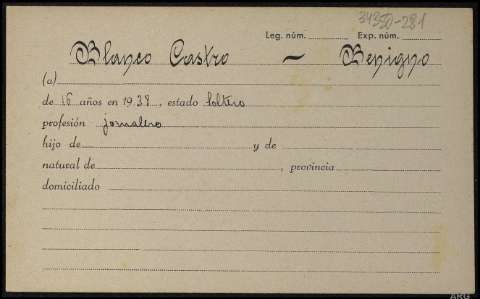 34350-281
Leg. núm. Exp. núm.
Blanco Castro — Benigno
(a)
de 16 años en 1938, estado soltero
profesión jornalero
hijo de y de
natural de , provincia
domiciliado
ARG